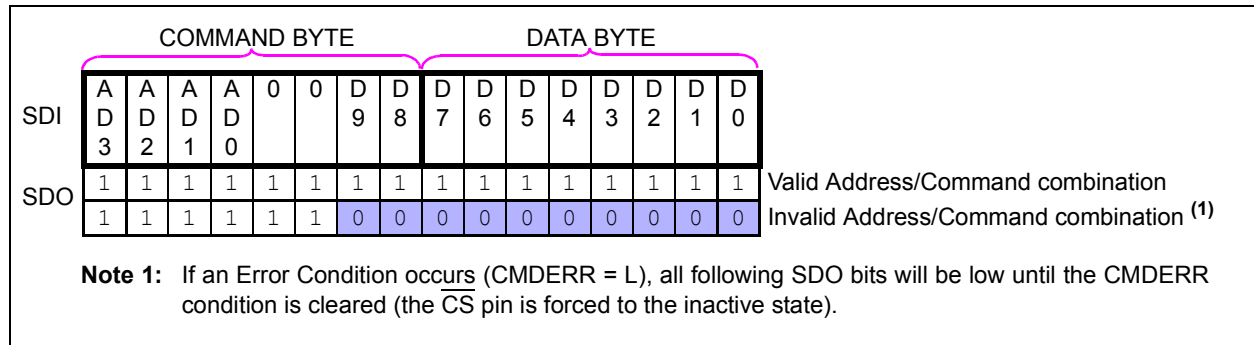 COMMAND BYTE DATA BYTE
SDI A A A A 0 0 D D D D D D D D D D
D D D D 9 8 7 6 5 4 3 2 1 0
3 2 1 0
SDO 1 1 1 1 1 1 1 1 1 1 1 1 1 1 1 1 Valid Address/Command combination
1 1 1 1 1 1 0 0 0 0 0 0 0 0 0 0 Invalid Address/Command combination (1)
Note 1: If an Error Condition occurs (CMDERR = L), all following SDO bits will be low until the CMDERR
condition is cleared (the CS pin is forced to the inactive state).